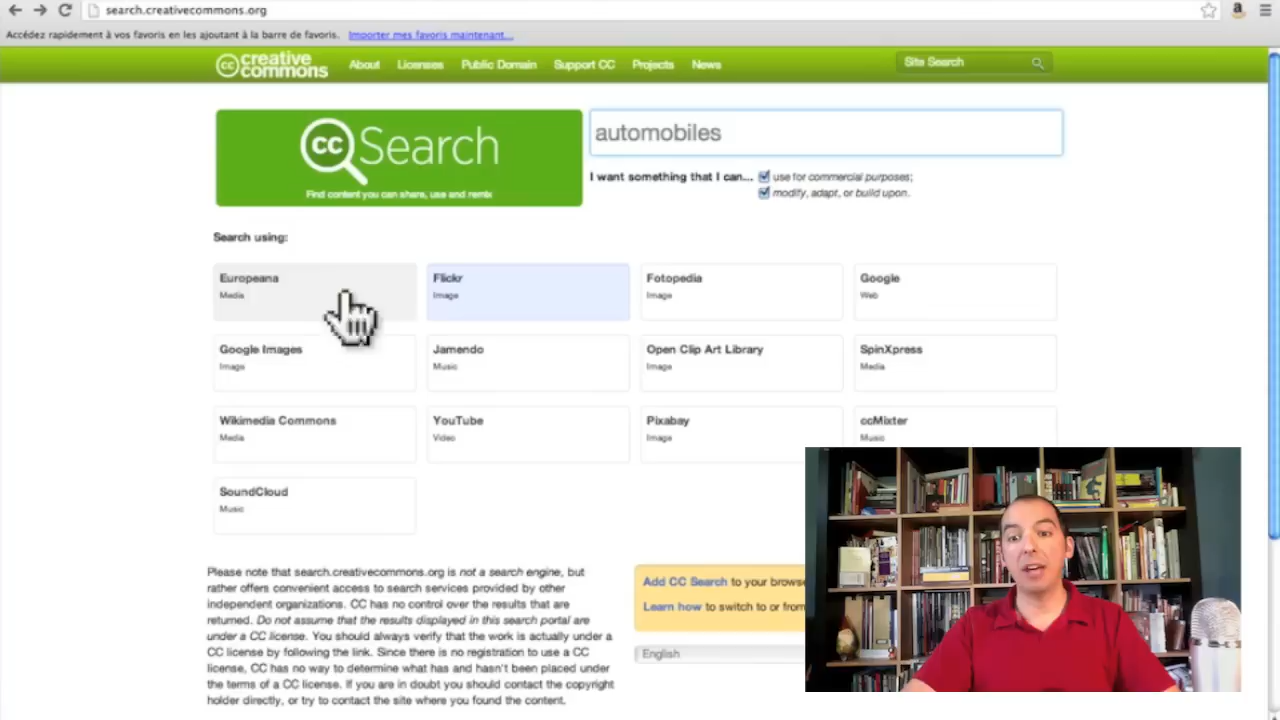 search.creativecommons.org
Accédez rapidement à vos favoris en les ajoutant à la barre de favoris. Importer mes favoris maintenant...
cc creative commons About Licenses Public Domain Support CC Projects News Site Search
cc Search
Find content you can share, use and remix
automobiles
I want something that I can... use for commercial purposes;
modify, adapt, or build upon.
Search using:
Europeana Flickr Fotopedia Google
Media Image Image Web
Google Images Jamendo Open Clip Art Library SpinXpress
Image Music Image Media
Wikimedia Commons YouTube Pixabay ccMixter
Media Video Image Music
SoundCloud
Music
Please note that search.creativecommons.org is not a search engine, but
rather offers convenient access to search services provided by other
independent organizations. CC has no control over the results that are
returned. Do not assume that the results displayed in this search portal are
under a CC license. You should always verify that the work is actually under a
CC license by following the link. Since there is no registration to use a CC
license, CC has no way to determine what has and hasn't been placed under
the terms of a CC license. If you are in doubt you should contact the copyright
holder directly, or try to contact the site where you found the content.
Add CC Search to your browse
Learn how to switch to or from
English